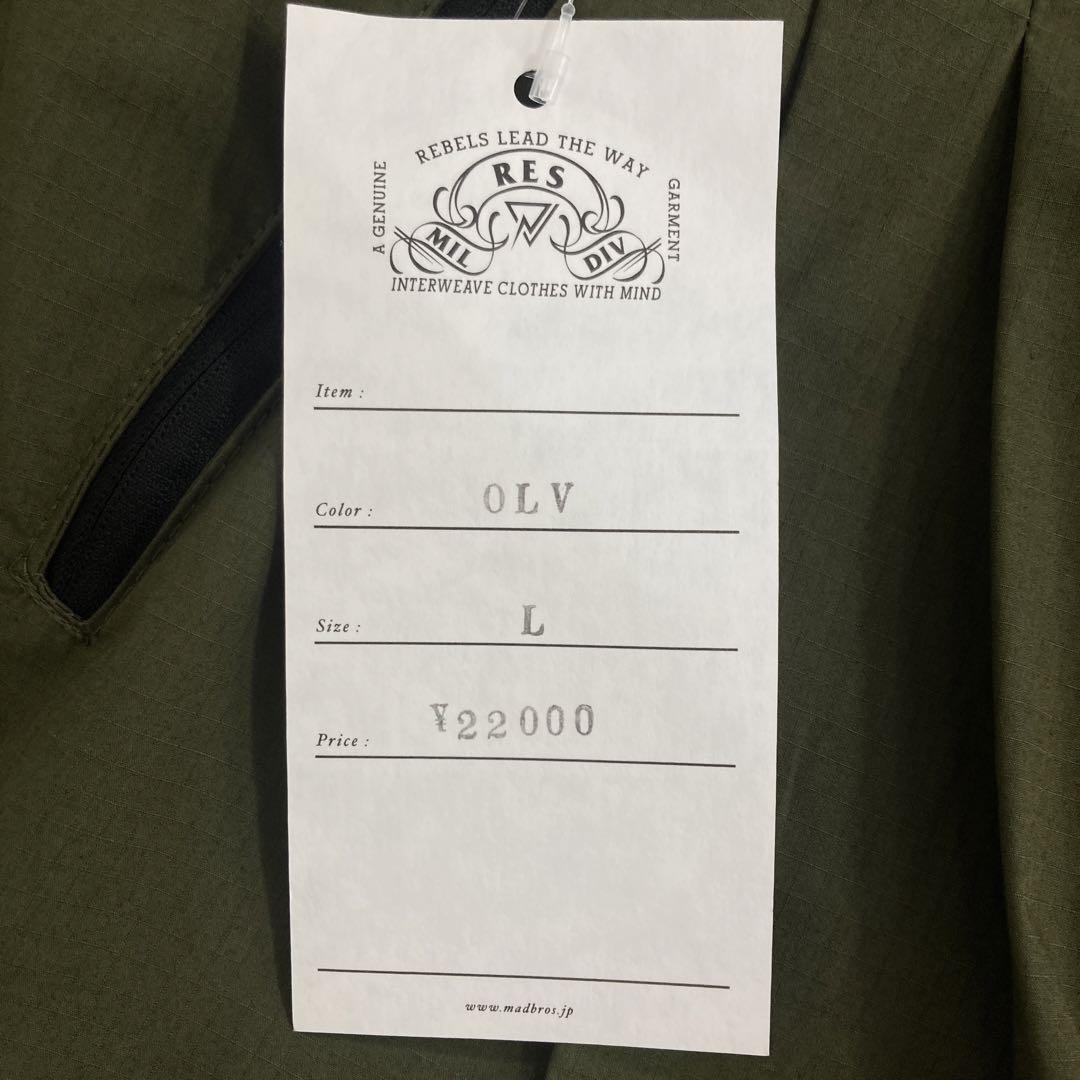 REBELS LEAD THE WAY
A GENUINE
RES
GARMENT
MIL DIV
INTERWEAVE CLOTHES WITH MIND
Item :
Color : OLV
Size : L
Price : ¥22000
www.madbros.jp